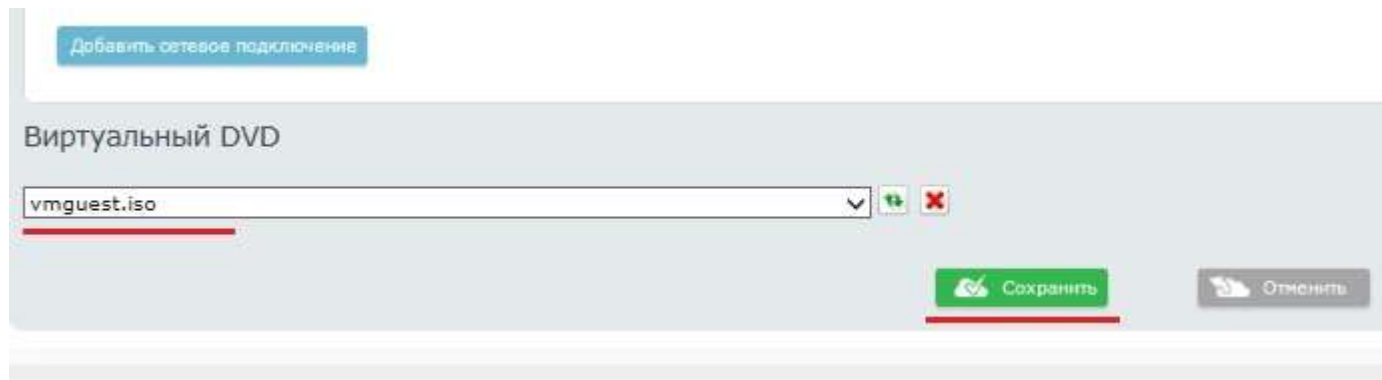 Добавить сетевое подключение
Виртуальный DVD
vmguest.iso
Сохранить
Отменить